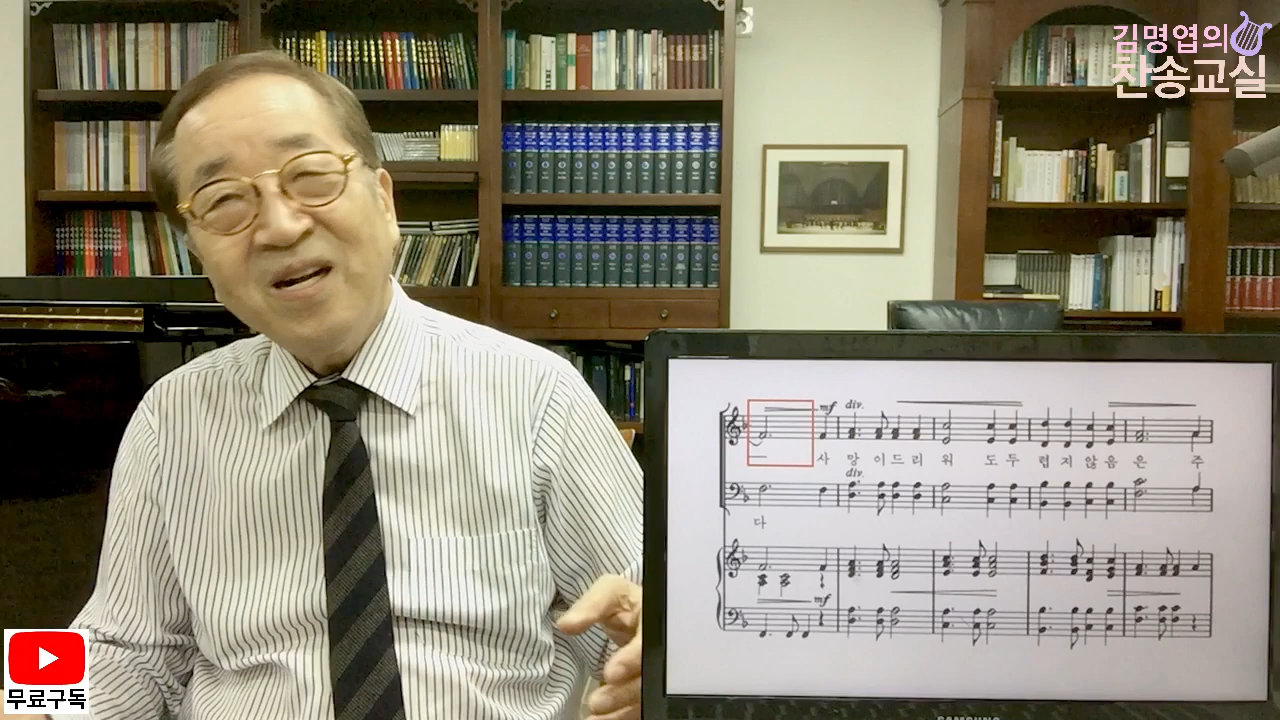 김명엽의
찬송교실
mf div.
사 망 이 드 리 워 도 두 렵 지 않 음 은 주
div.
다
mf
SAMSUNG
무료구독